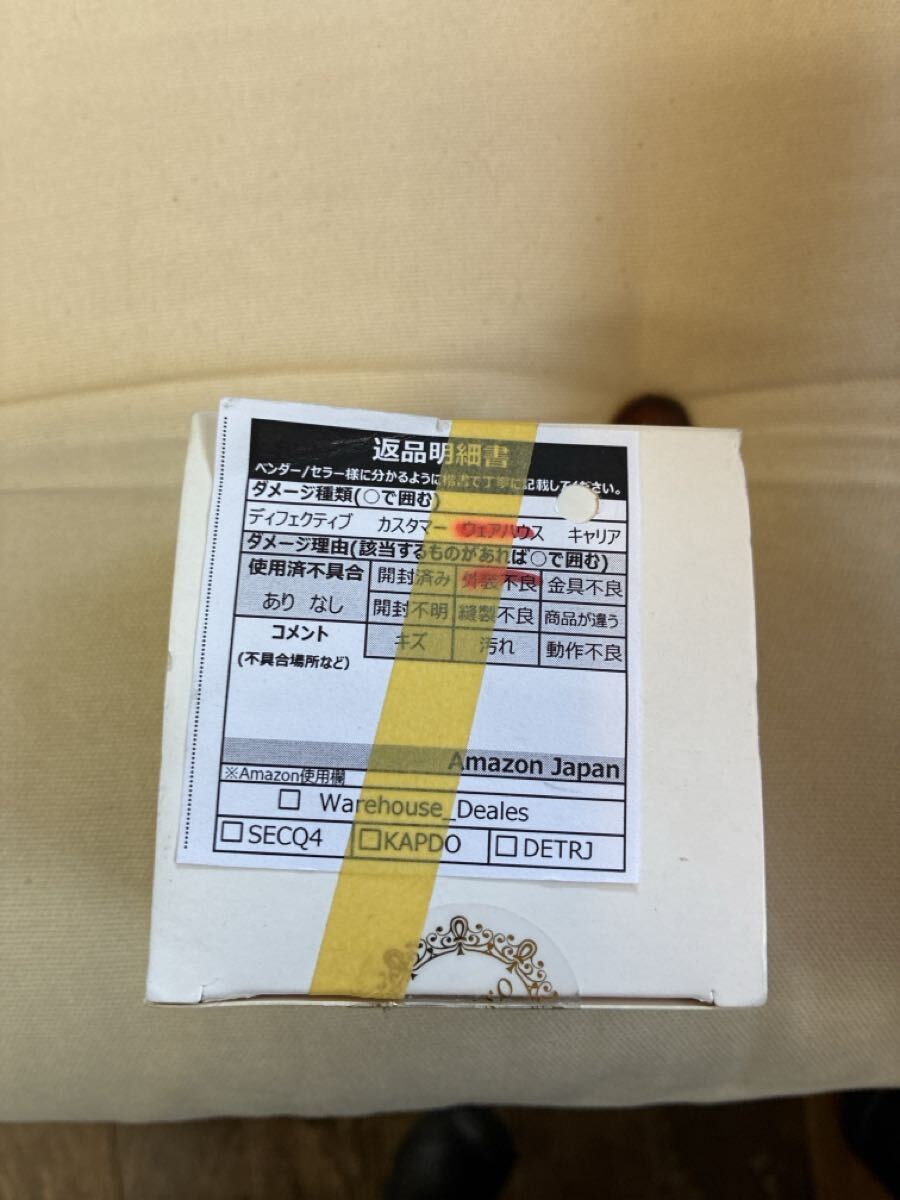 返品明細書
ベンダー/セラー様に分かるように楷書で丁寧に記載してください。
ダメージ種類(○で囲む)
ディフェクティブ カスタマー ウェアハウス キャリア
ダメージ理由(該当するものがあれば○で囲む)
使用済不具合 開封済み 外装不良 金具不良
あり なし 開封不明 縫製不良 商品が違う
コメント キズ 汚れ 動作不良
(不具合場所など)
Amazon Japan
※Amazon使用欄
□ Warehouse_Deales
□SECQ4 □KAPDO □DETRJ